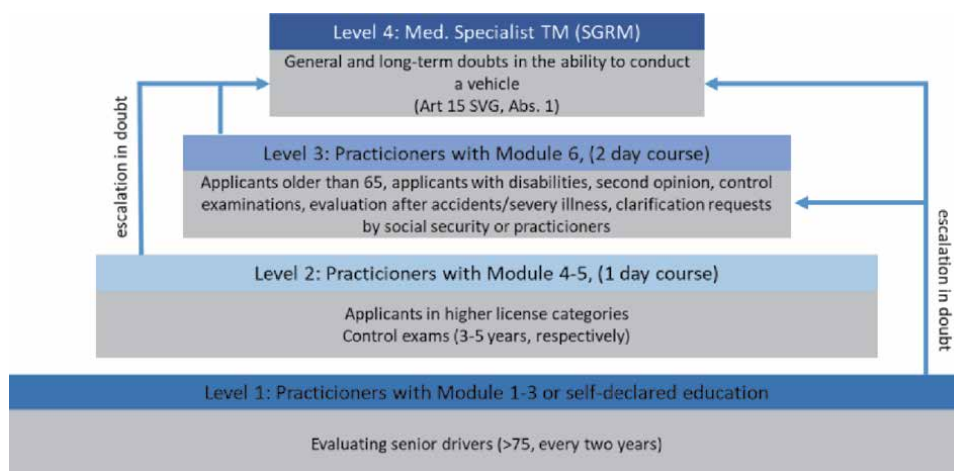 Level 4: Med. Specialist TM (SGRM)
General and long-term doubts in the ability to conduct
a vehicle
(Art 15 SVG, Abs. 1)
escalation in doubt
Level 3: Practicioners with Module 6, (2 day course)
Applicants older than 65, applicants with disabilities, second opinion, control
examinations, evaluation after accidents/severy illness, clarification requests
by social security or practicioners
escalation in doubt
Level 2: Practicioners with Module 4-5, (1 day course)
Applicants in higher license categories
Control exams (3-5 years, respectively)
Level 1: Practicioners with Module 1-3 or self-declared education
Evaluating senior drivers (>75, every two years)